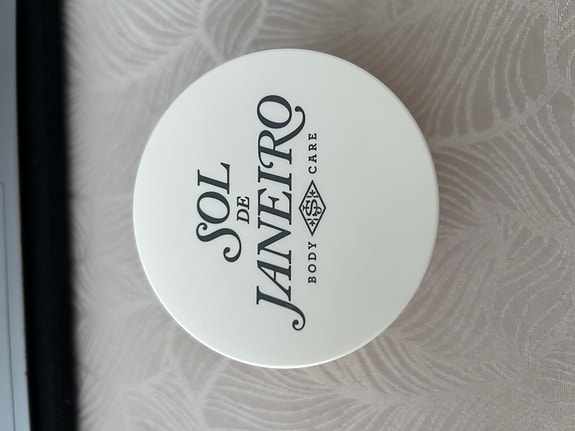 SOL
DE
JANEIRO
BODY S CARE